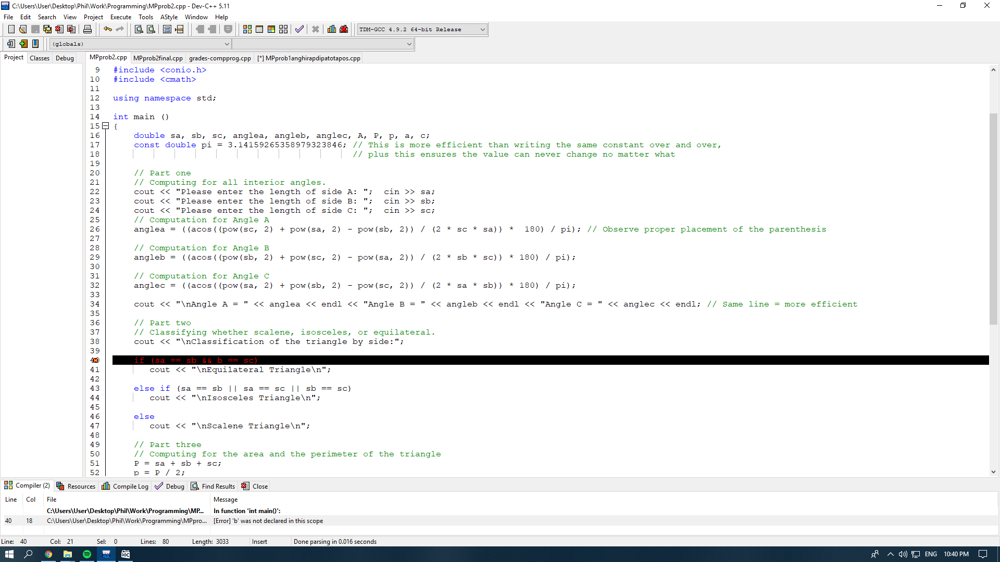 C:\Users\User\Desktop\Phil\Work\Programming\MPprob2.cpp - Dev-C++ 5.11
File Edit Search View Project Execute Tools AStyle Window Help
TDM-GCC 4.9.2 64-bit Release
(globals)
Project Classes Debug MPprob2.cpp MPprob2final.cpp grades-compprog.cpp [*] MPprob1anghirapdipatotapos.cpp
9 #include <conio.h>
10 #include <cmath>
11
12 using namespace std;
13
14 int main ()
15 {
16 double sa, sb, sc, anglea, angleb, anglec, A, P, p, a, c;
17 const double pi = 3.14159265358979323846; // This is more efficient than writing the same constant over and over,
18 // plus this ensures the value can never change no matter what
19
20 // Part one
21 // Computing for all interior angles.
22 cout << "Please enter the length of side A: "; cin >> sa;
23 cout << "Please enter the length of side B: "; cin >> sb;
24 cout << "Please enter the length of side C: "; cin >> sc;
25 // Computation for Angle A
26 anglea = ((acos((pow(sc, 2) + pow(sa, 2) - pow(sb, 2)) / (2 * sc * sa)) * 180) / pi); // Observe proper placement of the parenthesis
27
28 // Computation for Angle B
29 angleb = ((acos((pow(sb, 2) + pow(sc, 2) - pow(sa, 2)) / (2 * sb * sc)) * 180) / pi);
30
31 // Computation for Angle C
32 anglec = ((acos((pow(sa, 2) + pow(sb, 2) - pow(sc, 2)) / (2 * sa * sb)) * 180) / pi);
33
34 cout << "\nAngle A = " << anglea << endl << "Angle B = " << angleb << endl << "Angle C = " << anglec << endl; // Same line = more efficient
35
36 // Part two
37 // Classifying whether scalene, isosceles, or equilateral.
38 cout << "\nClassification of the triangle by side:";
39
40 if (sa == sb && b == sc)
41 cout << "\nEquilateral Triangle\n";
42
43 else if (sa == sb || sa == sc || sb == sc)
44 cout << "\nIsosceles Triangle\n";
45
46 else
47 cout << "\nScalene Triangle\n";
48
49 // Part three
50 // Computing for the area and the perimeter of the triangle
51 P = sa + sb + sc;
52 p = P / 2;
Compiler (2) Resources Compile Log Debug Find Results Close
Line Col File Message
C:\Users\User\Desktop\Phil\Work\Programming\MP... In function 'int main()':
40 18 C:\Users\User\Desktop\Phil\Work\Programming\MPpro... [Error] 'b' was not declared in this scope
Line: 40 Col: 21 Sel: 0 Lines: 80 Length: 3033 Insert Done parsing in 0.016 seconds
DEV DOC ENG 10:40 PM